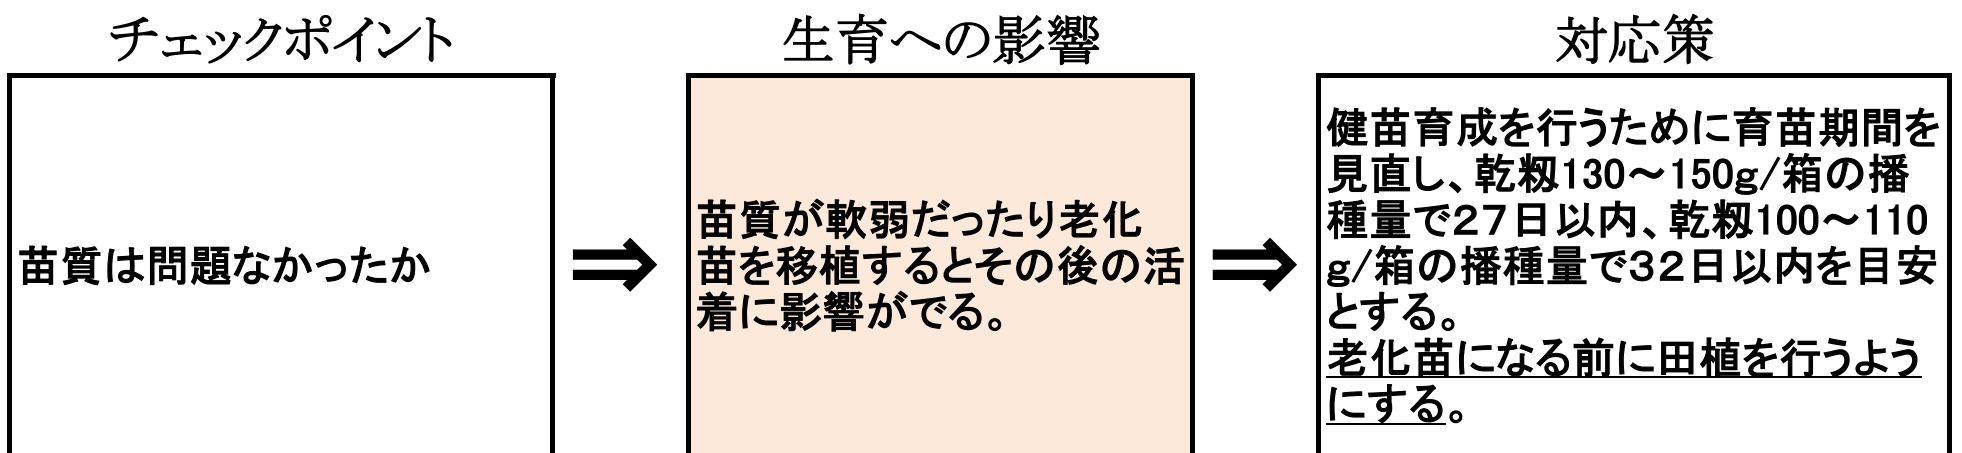 チェックポイント
生育への影響
対応策
苗質は問題なかったか
⇒
苗質が軟弱だったり老化
苗を移植するとその後の活
着に影響がでる。
⇒
健苗育成を行うために育苗期間を
見直し、乾籾130～150g/箱の播
種量で２７日以内、乾籾100～110
g/箱の播種量で３２日以内を目安
とする。
老化苗になる前に田植を行うよう
にする。